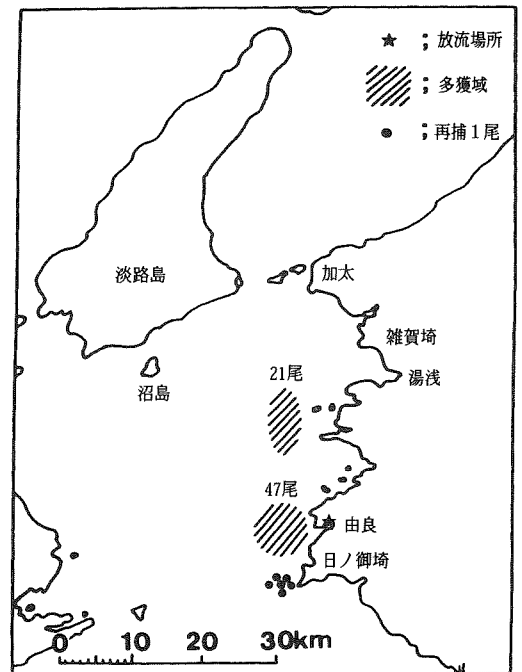 ★ ; 放流場所
; 多獲域
● ; 再捕1尾
淡路島
加太
雑賀埼
湯浅
沼島
21尾
47尾
由良
日ノ御埼
0 10 20 30km